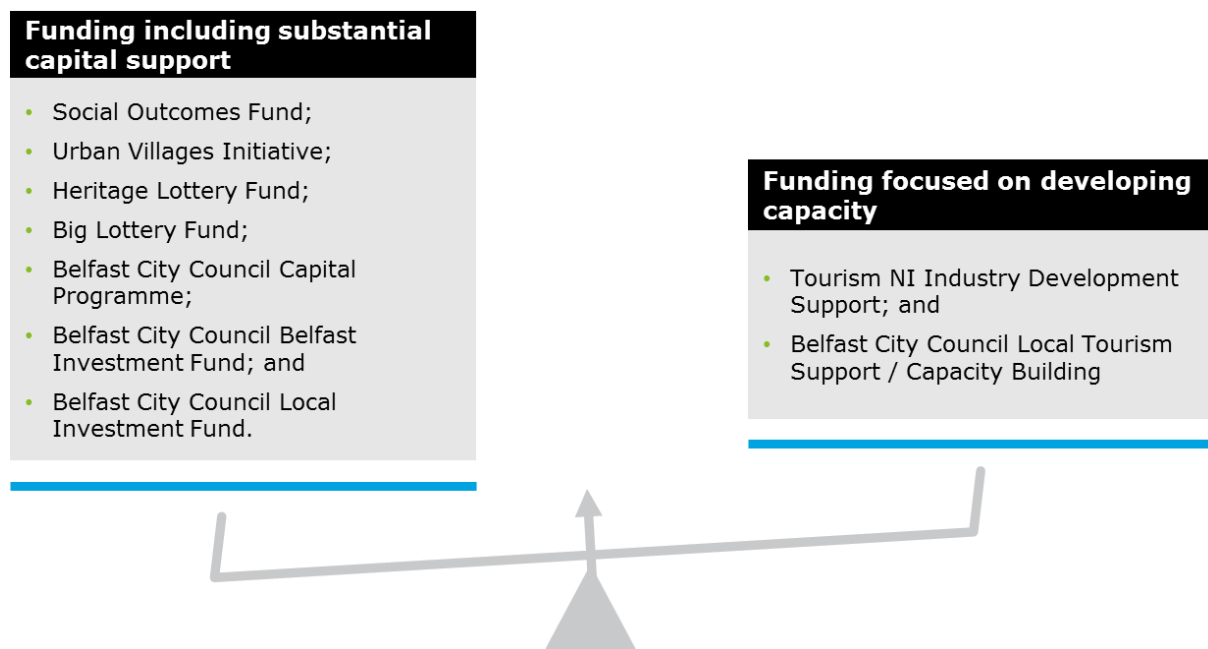 Funding including substantial
capital support
• Social Outcomes Fund;
• Urban Villages Initiative;
• Heritage Lottery Fund;
• Big Lottery Fund;
• Belfast City Council Capital
Programme;
• Belfast City Council Belfast
Investment Fund; and
• Belfast City Council Local
Investment Fund.
Funding focused on developing
capacity
• Tourism NI Industry Development
Support; and
• Belfast City Council Local Tourism
Support / Capacity Building